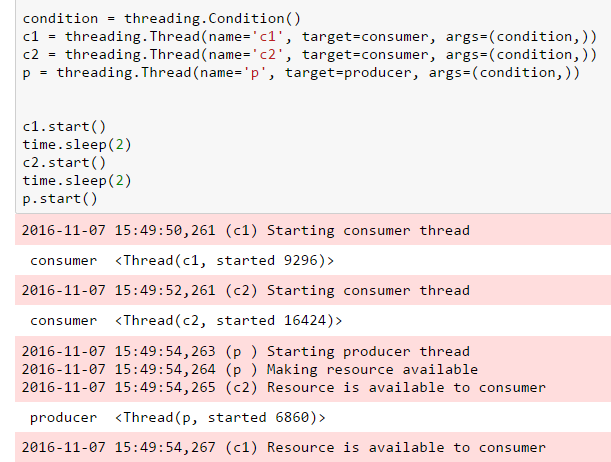 condition = threading.Condition()
c1 = threading.Thread(name='c1', target=consumer, args=(condition,))
c2 = threading.Thread(name='c2', target=consumer, args=(condition,))
p = threading.Thread(name='p', target=producer, args=(condition,))
c1.start()
time.sleep(2)
c2.start()
time.sleep(2)
p.start()
2016-11-07 15:49:50,261 (c1) Starting consumer thread
consumer  <Thread(c1, started 9296)>
2016-11-07 15:49:52,261 (c2) Starting consumer thread
consumer  <Thread(c2, started 16424)>
2016-11-07 15:49:54,263 (p ) Starting producer thread
2016-11-07 15:49:54,264 (p ) Making resource available
2016-11-07 15:49:54,265 (c2) Resource is available to consumer
producer  <Thread(p, started 6860)>
2016-11-07 15:49:54,267 (c1) Resource is available to consumer